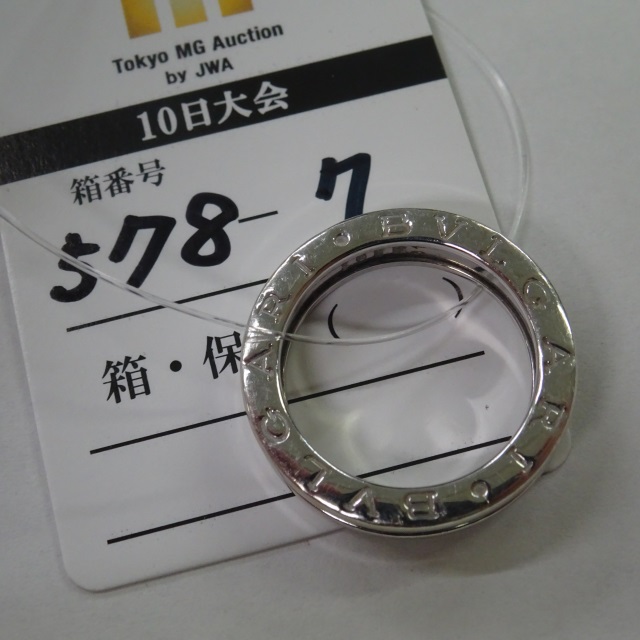 Tokyo MG Auction
by JWA
10日大会
箱番号
578-7
箱・保
BVLGARI • BVLGARI •